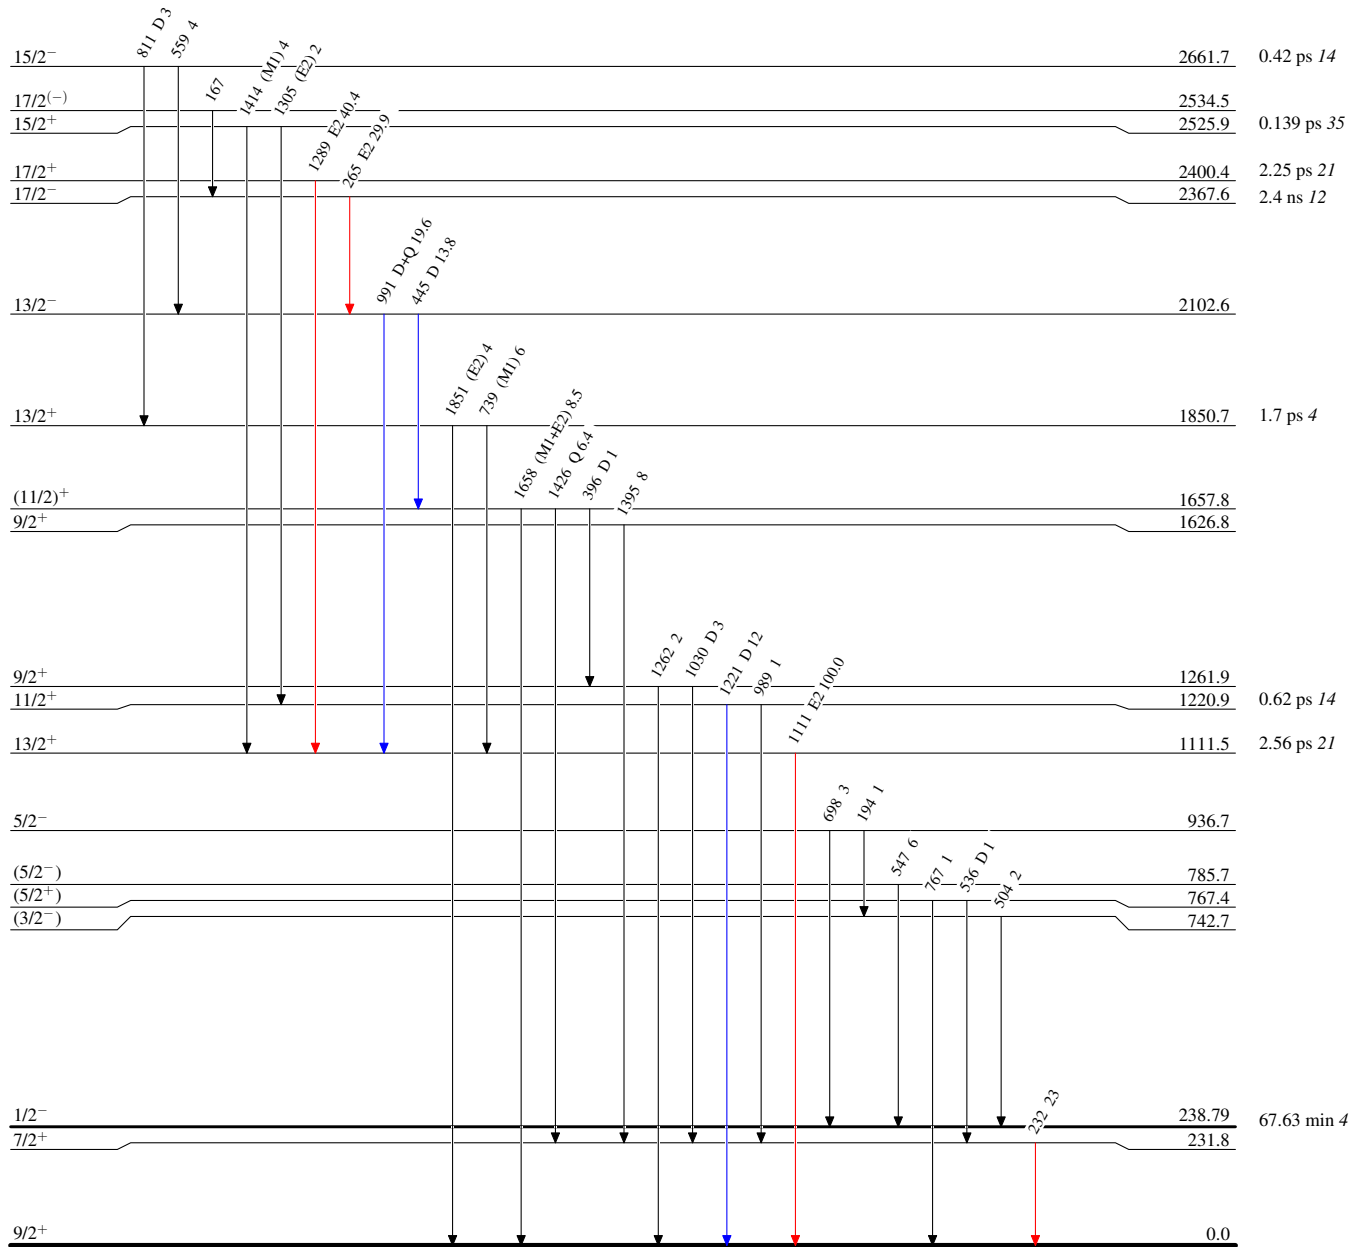 811 D 3
559 4
15/2− 2661.7 0.42 ps 14
167
1414 (M1) 4
1305 (E2) 2
17/2(−) 2534.5
15/2+ 2525.9 0.139 ps 35
1289 E2 40.4
265 E2 29.9
17/2+ 2400.4 2.25 ps 21
17/2− 2367.6 2.4 ns 12
991 D+Q 19.6
445 D 13.8
13/2− 2102.6
1851 (E2) 4
739 (M1) 6
13/2+ 1850.7 1.7 ps 4
1658 (M1+E2) 8.5
1426 Q 6.4
396 D 1
1395 8
(11/2)+ 1657.8
9/2+ 1626.8
1262 2
1030 D 3
1221 D 12
989 1
9/2+ 1261.9
11/2+ 1220.9 0.62 ps 14
1111 E2 100.0
13/2+ 1111.5 2.56 ps 21
698 3
194 1
5/2− 936.7
547 6
767 1
536 D 1
504 2
(5/2−) 785.7
(5/2+) 767.4
(3/2−) 742.7
232 23
1/2− 238.79 67.63 min 4
7/2+ 231.8
9/2+ 0.0